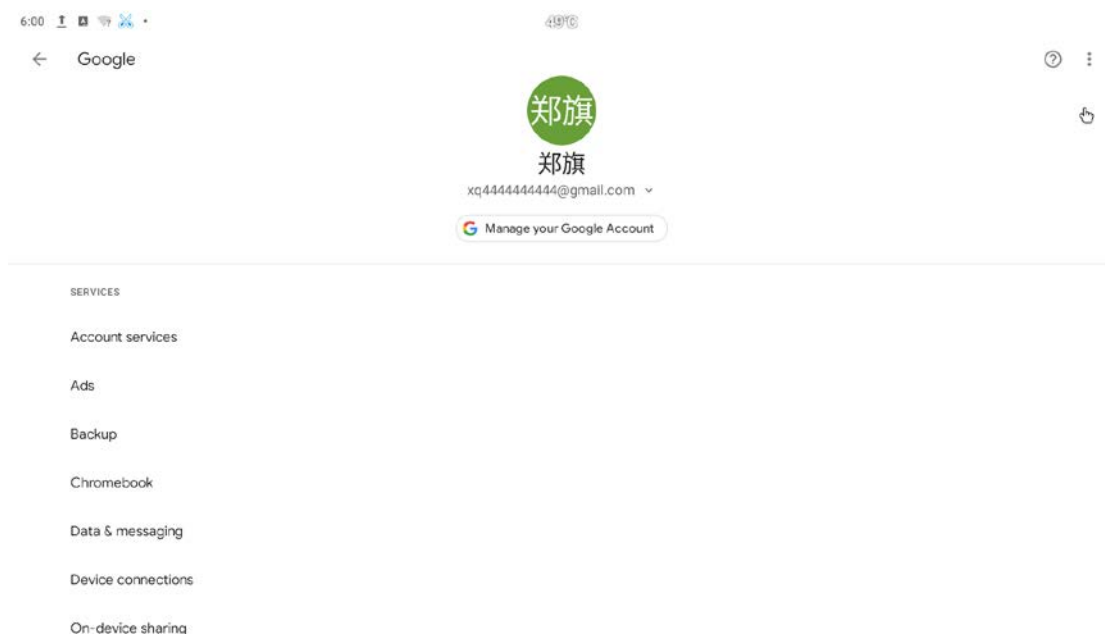 6:00
49°C
Google
郑旗
郑旗
xq4444444444@gmail.com
Manage your Google Account
SERVICES
Account services
Ads
Backup
Chromebook
Data & messaging
Device connections
On-device sharing